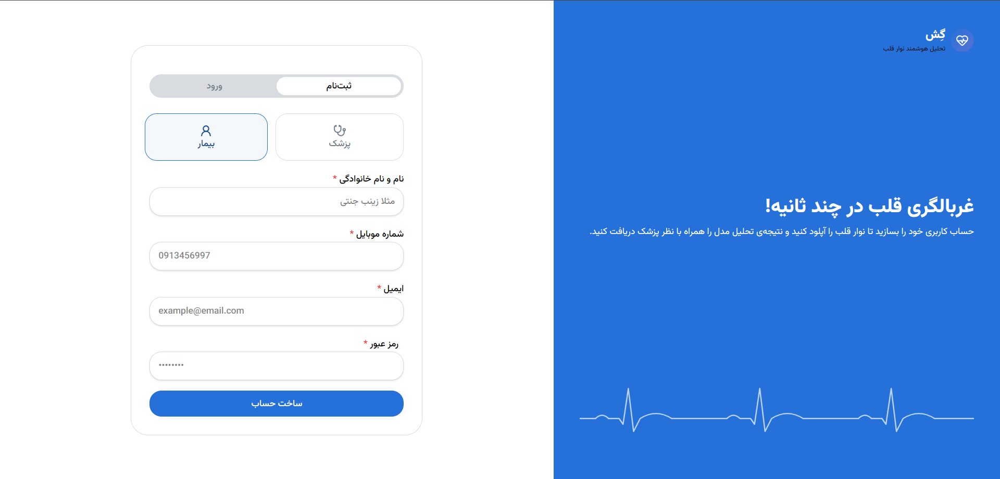 گِش
تحلیل هوشمند نوار قلب
غربالگری قلب در چند ثانیه!
حساب کاربری خود را بسازید تا نوار قلب را آپلود کنید و نتیجه‌ی تحلیل مدل را همراه با نظر پزشک دریافت کنید.
ثبت‌نام
ورود
پزشک
بیمار
نام و نام خانوادگی *
مثلا زینب جنتی
شماره موبایل *
0913456997
ایمیل *
example@email.com
رمز عبور *
••••••••
ساخت حساب